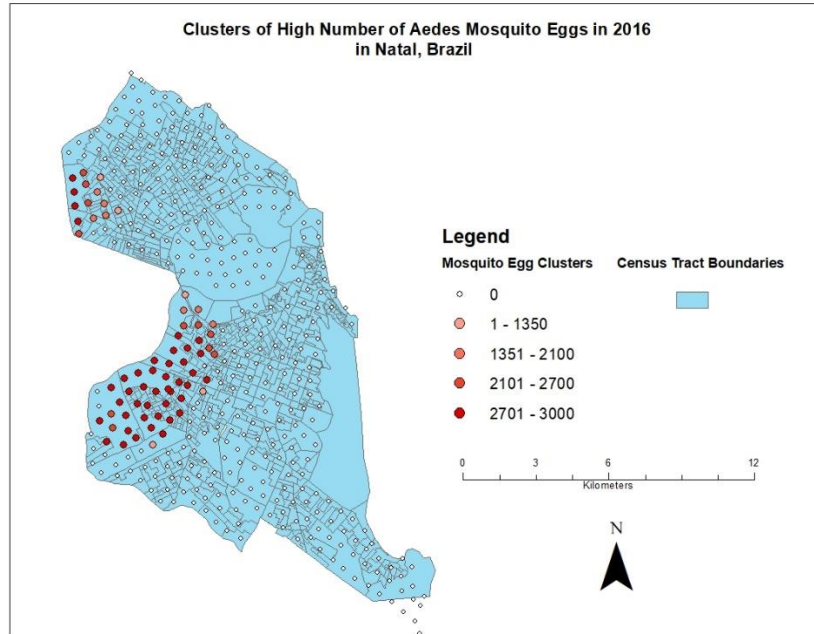 Clusters of High Number of Aedes Mosquito Eggs in 2016
in Natal, Brazil
Legend
Mosquito Egg Clusters
Census Tract Boundaries
0
1 - 1350
1351 - 2100
2101 - 2700
2701 - 3000
0 3 6 12
Kilometers
N